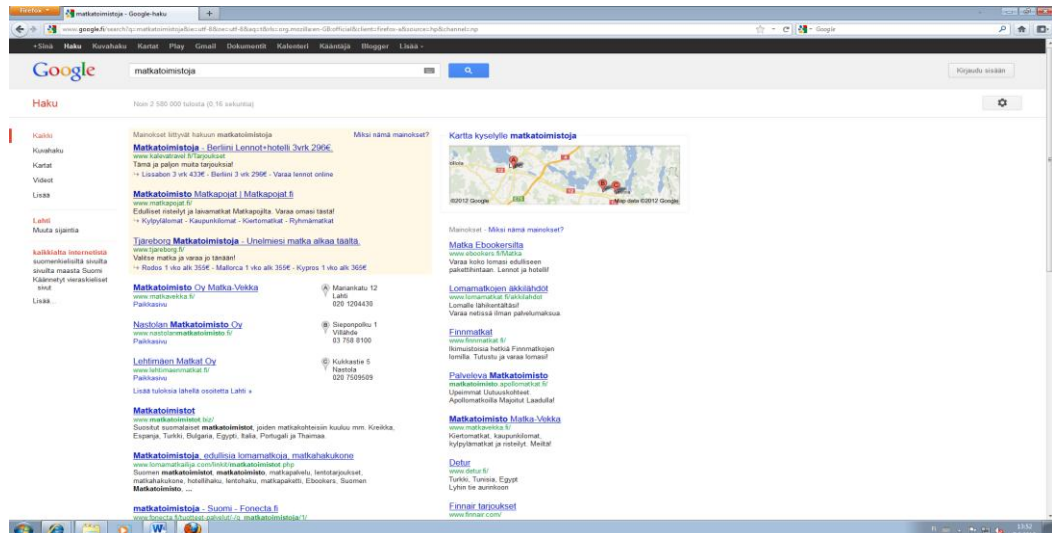 Firefox
matkatoimistoja - Google-haku
+Sinä Haku Kuvahaku Kartat Play Gmail Dokumentit Kalenteri Kääntäjä Blogger Lisää
Google
matkatoimistoja
Kirjaudu sisään
Haku
Noin 2 580 000 tulosta (0,16 sekuntia)
Kaikki
Kuvahaku
Kartat
Videot
Lisää
Lahti
Muuta sijaintia
kaikkialta internetistä
suomenkielisiltä sivuilta
sivuilta maasta Suomi
Käännetyt vieraskieliset
sivut
Lisää...
Mainokset liittyvät hakuun matkatoimistoja
Miksi nämä mainokset?
Matkatoimistoja - Berliini Lennot+hotelli 3vrk 296€
www.kalevatravel.fi/Tarjoukset
Tämä ja paljon muita tarjouksia!
Lissabon 3 vrk 433€ - Berliini 3 vrk 296€ - Varaa lennot online
Matkatoimisto Matkapojat | Matkapojat.fi
www.matkapojat.fi/
Edulliset risteilyt ja laivamatkat Matkapojilta. Varaa omasi tästä!
Kylpylälomat - Kaupunkilomat - Kiertomatkat - Ryhmämatkat
Tjäreborg Matkatoimistoja - Unelmiesi matka alkaa täältä.
www.tjareborg.fi/
Valitse matka ja varaa jo tänään!
Rodos 1 vko alk 355€ - Mallorca 1 vko alk 355€ - Kypros 1 vko alk 365€
Matkatoimisto Oy Matka-Vekka
www.matkavekka.fi/
Paikkasivu
A Mariankatu 12
Lahti
020 1204430
Nastolan Matkatoimisto Oy
www.nastolanmatkatoimisto.fi/
Paikkasivu
B Sieponpolku 1
Villähde
03 758 8100
Lehtimäen Matkat Oy
www.lehtimaenmatkat.fi/
Paikkasivu
C Kukkastie 5
Nastola
020 7509509
Lisää tuloksia lähellä osoitetta Lahti »
Matkatoimistot
www.matkatoimistot.biz/
Suositut suomalaiset matkatoimistot, joiden matkakohteisiin kuuluu mm. Kreikka,
Espanja, Turkki, Bulgaria, Egypti, Italia, Portugali ja Thaimaa.
Matkatoimistoja, edullisia lomamatkoja, matkahakukone
www.lomamatkailija.com/linkit/matkatoimistot.php
Suomen matkatoimistot, matkatoimisto, matkapalvelu, lentotarjoukset,
matkahakukone, hotellihaku, lentohaku, matkapaketti, Ebookers, Suomen
Matkatoimisto, ...
matkatoimistoja - Suomi - Fonecta.fi
Kartta kyselylle matkatoimistoja
©2012 Google
Map data ©2012 Google
Mainokset - Miksi nämä mainokset?
Matka Ebookersilta
www.ebookers.fi/Matka
Varaa koko lomasi edulliseen
pakettihintaan. Lennot ja hotelli!
Lomamatkojen äkkilähdöt
www.lomamatkat.fi/akkilahdot
Lomalle lähikentältäsi!
Varaa netissä ilman palvelumaksua.
Finnmatkat
www.finnmatkat.fi/
Ikimuistoisia hetkiä Finnmatkojen
lomilla. Tutustu ja varaa lomasi!
Palveleva Matkatoimisto
matkatoimisto.apollomatkat.fi/
Upeimmat Uutuuskohteet.
Apollomatkoilla Majoitut Laadulla!
Matkatoimisto Matka-Vekka
www.matkavekka.fi/
Kiertomatkat, kaupunkilomat,
kylpylämatkat ja risteilyt. Meiltä!
Detur
www.detur.fi/
Turkki, Tunisia, Egypt
Lyhin tie aurinkoon
Finnair tarjoukset
www.finnair.com/
FI
13:52